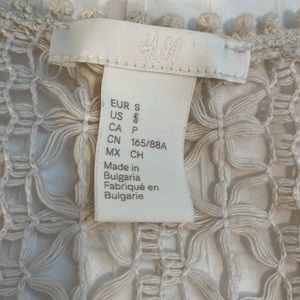 H&M
EUR S
US S
CA P
CN 165/88A
MX CH
Made in
Bulgaria
Fabriqué en
Bulgarie